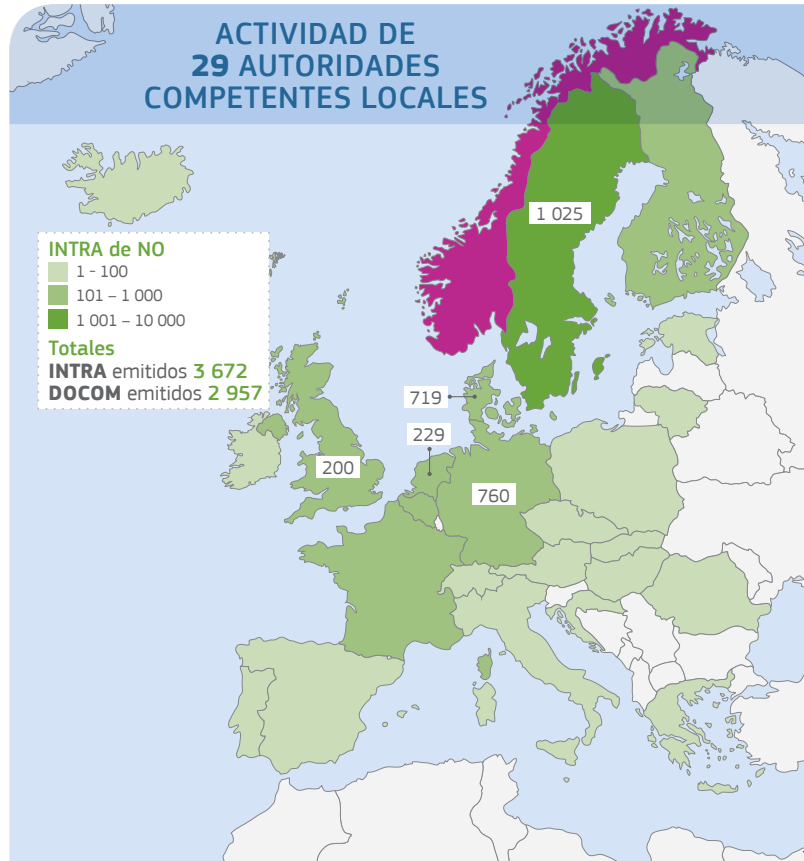 ACTIVIDAD DE
29 AUTORIDADES
COMPETENTES LOCALES
1 025
INTRA de NO
1 - 100
101 – 1 000
1 001 – 10 000
Totales
INTRA emitidos 3 672
DOCOM emitidos 2 957
719
229
200
760